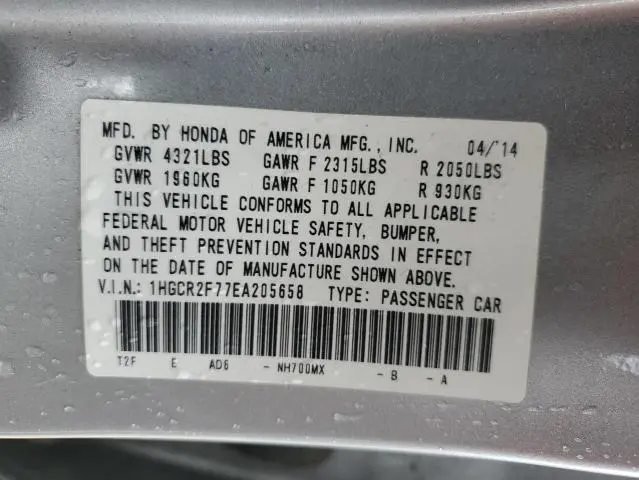 MFD. BY HONDA OF AMERICA MFG., INC. 04/'14
GVWR 4321LBS GAWR F 2315LBS R 2050LBS
GVWR 1960KG GAWR F 1050KG R 930KG
THIS VEHICLE CONFORMS TO ALL APPLICABLE
FEDERAL MOTOR VEHICLE SAFETY, BUMPER,
AND THEFT PREVENTION STANDARDS IN EFFECT
ON THE DATE OF MANUFACTURE SHOWN ABOVE.
V.I.N.: 1HGCR2F77EA205658 TYPE: PASSENGER CAR
T2F E AD6 - NH700MX - B - A